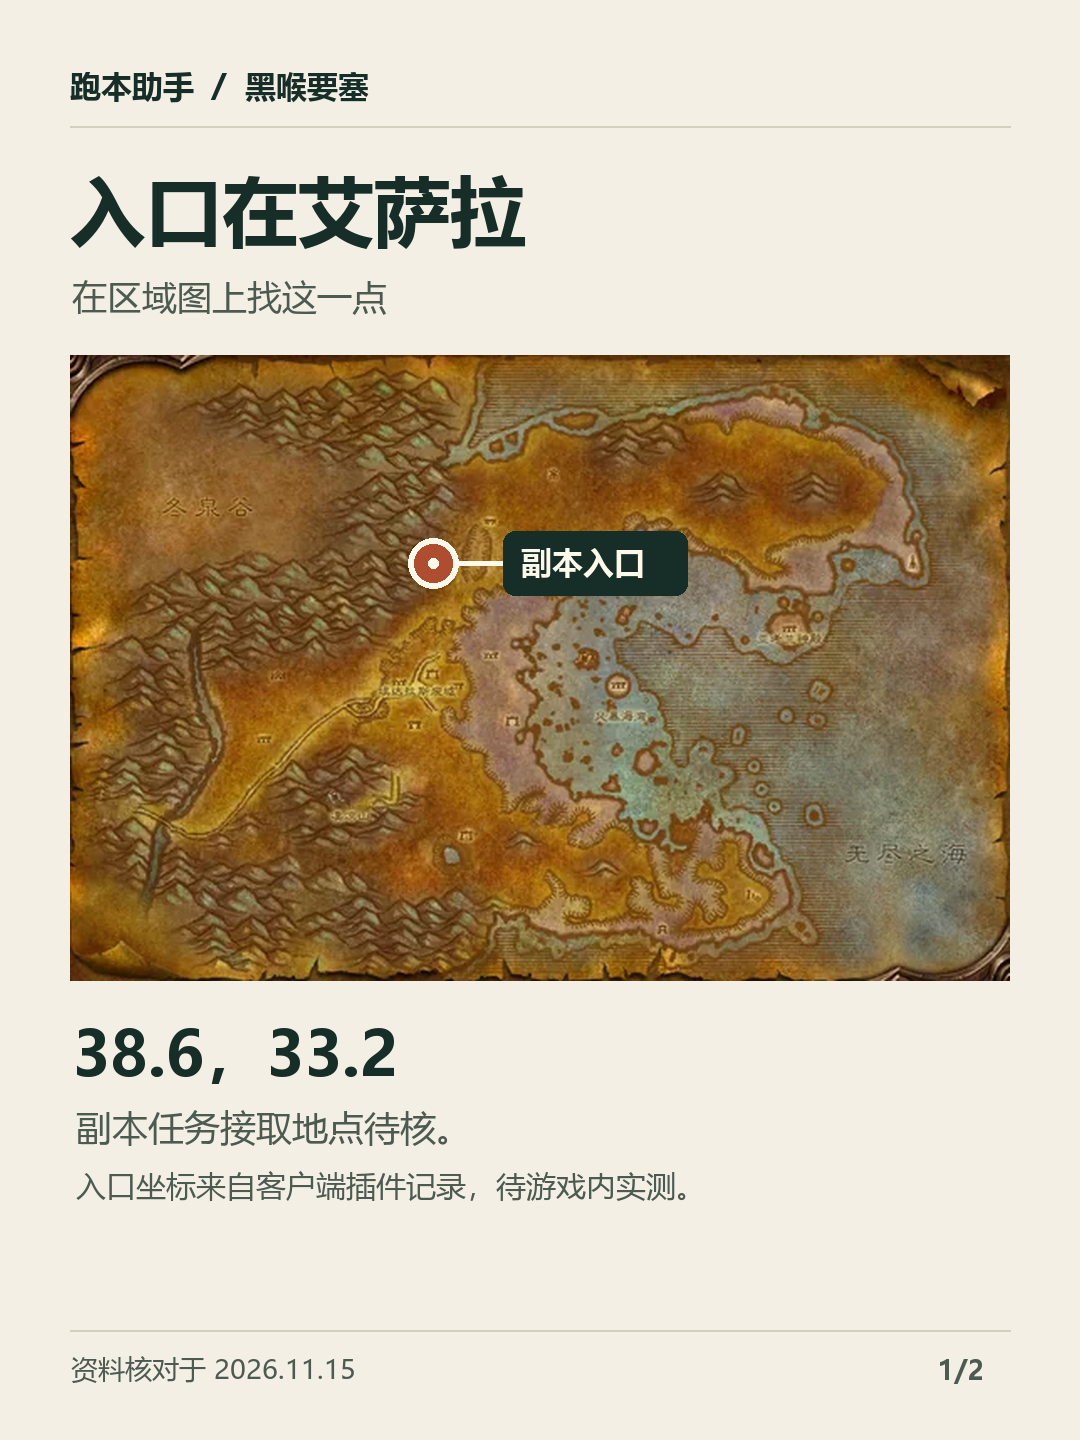 跑本助手 / 黑喉要塞
入口在艾萨拉
在区域图上找这一点
冬泉谷
副本入口
无尽之海
38.6，33.2
副本任务接取地点待核。
入口坐标来自客户端插件记录，待游戏内实测。
资料核对于 2026.11.15
1/2